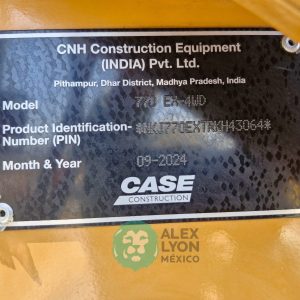 CNH Construction Equipment
(INDIA) Pvt. Ltd.
Pithampur, Dhar District, Madhya Pradesh, India
Model 770 EX-4WD
Product Identification-
Number (PIN)
Month & Year 09-2024
CASE
CONSTRUCTION
ALEX
LYON
MÉXICO